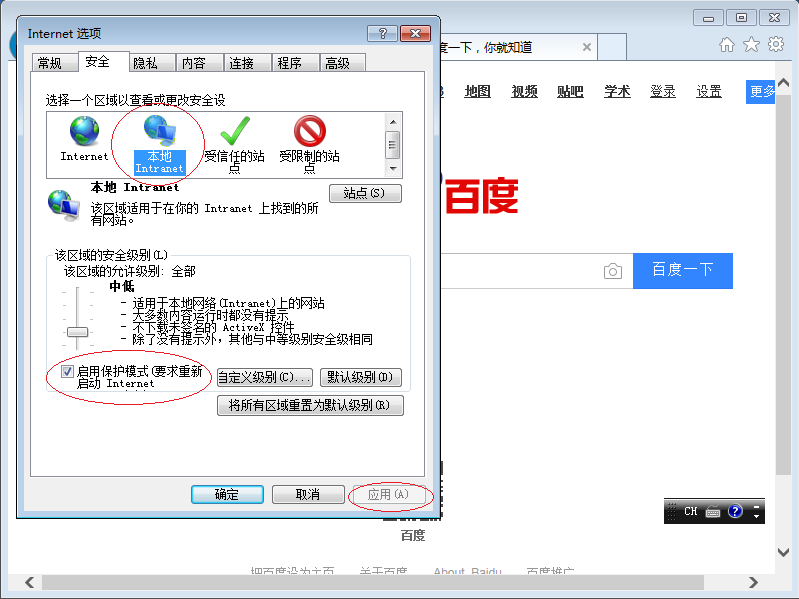 Internet 选项
常规 安全 隐私 内容 连接 程序 高级
选择一个区域以查看或更改安全设
Internet
本地
Intranet
受信任的站
点
受限制的站
点
本地 Intranet
该区域适用于在你的 Intranet 上找到的所
有网站。
站点(S)
该区域的安全级别(L)
该区域的允许级别: 全部
中低
- 适用于本地网络(Intranet)上的网站
- 大多数内容运行时都没有提示
- 不下载未签名的 ActiveX 控件
- 除了没有提示外，其他与中等级别安全级相同
启用保护模式(要求重新
启动 Internet
自定义级别(C)...
默认级别(D)
将所有区域重置为默认级别(R)
确定 取消 应用(A)
度一下，你就知道
地图 视频 贴吧 学术 登录 设置 更多
百度
百度一下
CH
百度
把百度设为主页 关于百度 About Baidu 百度推广